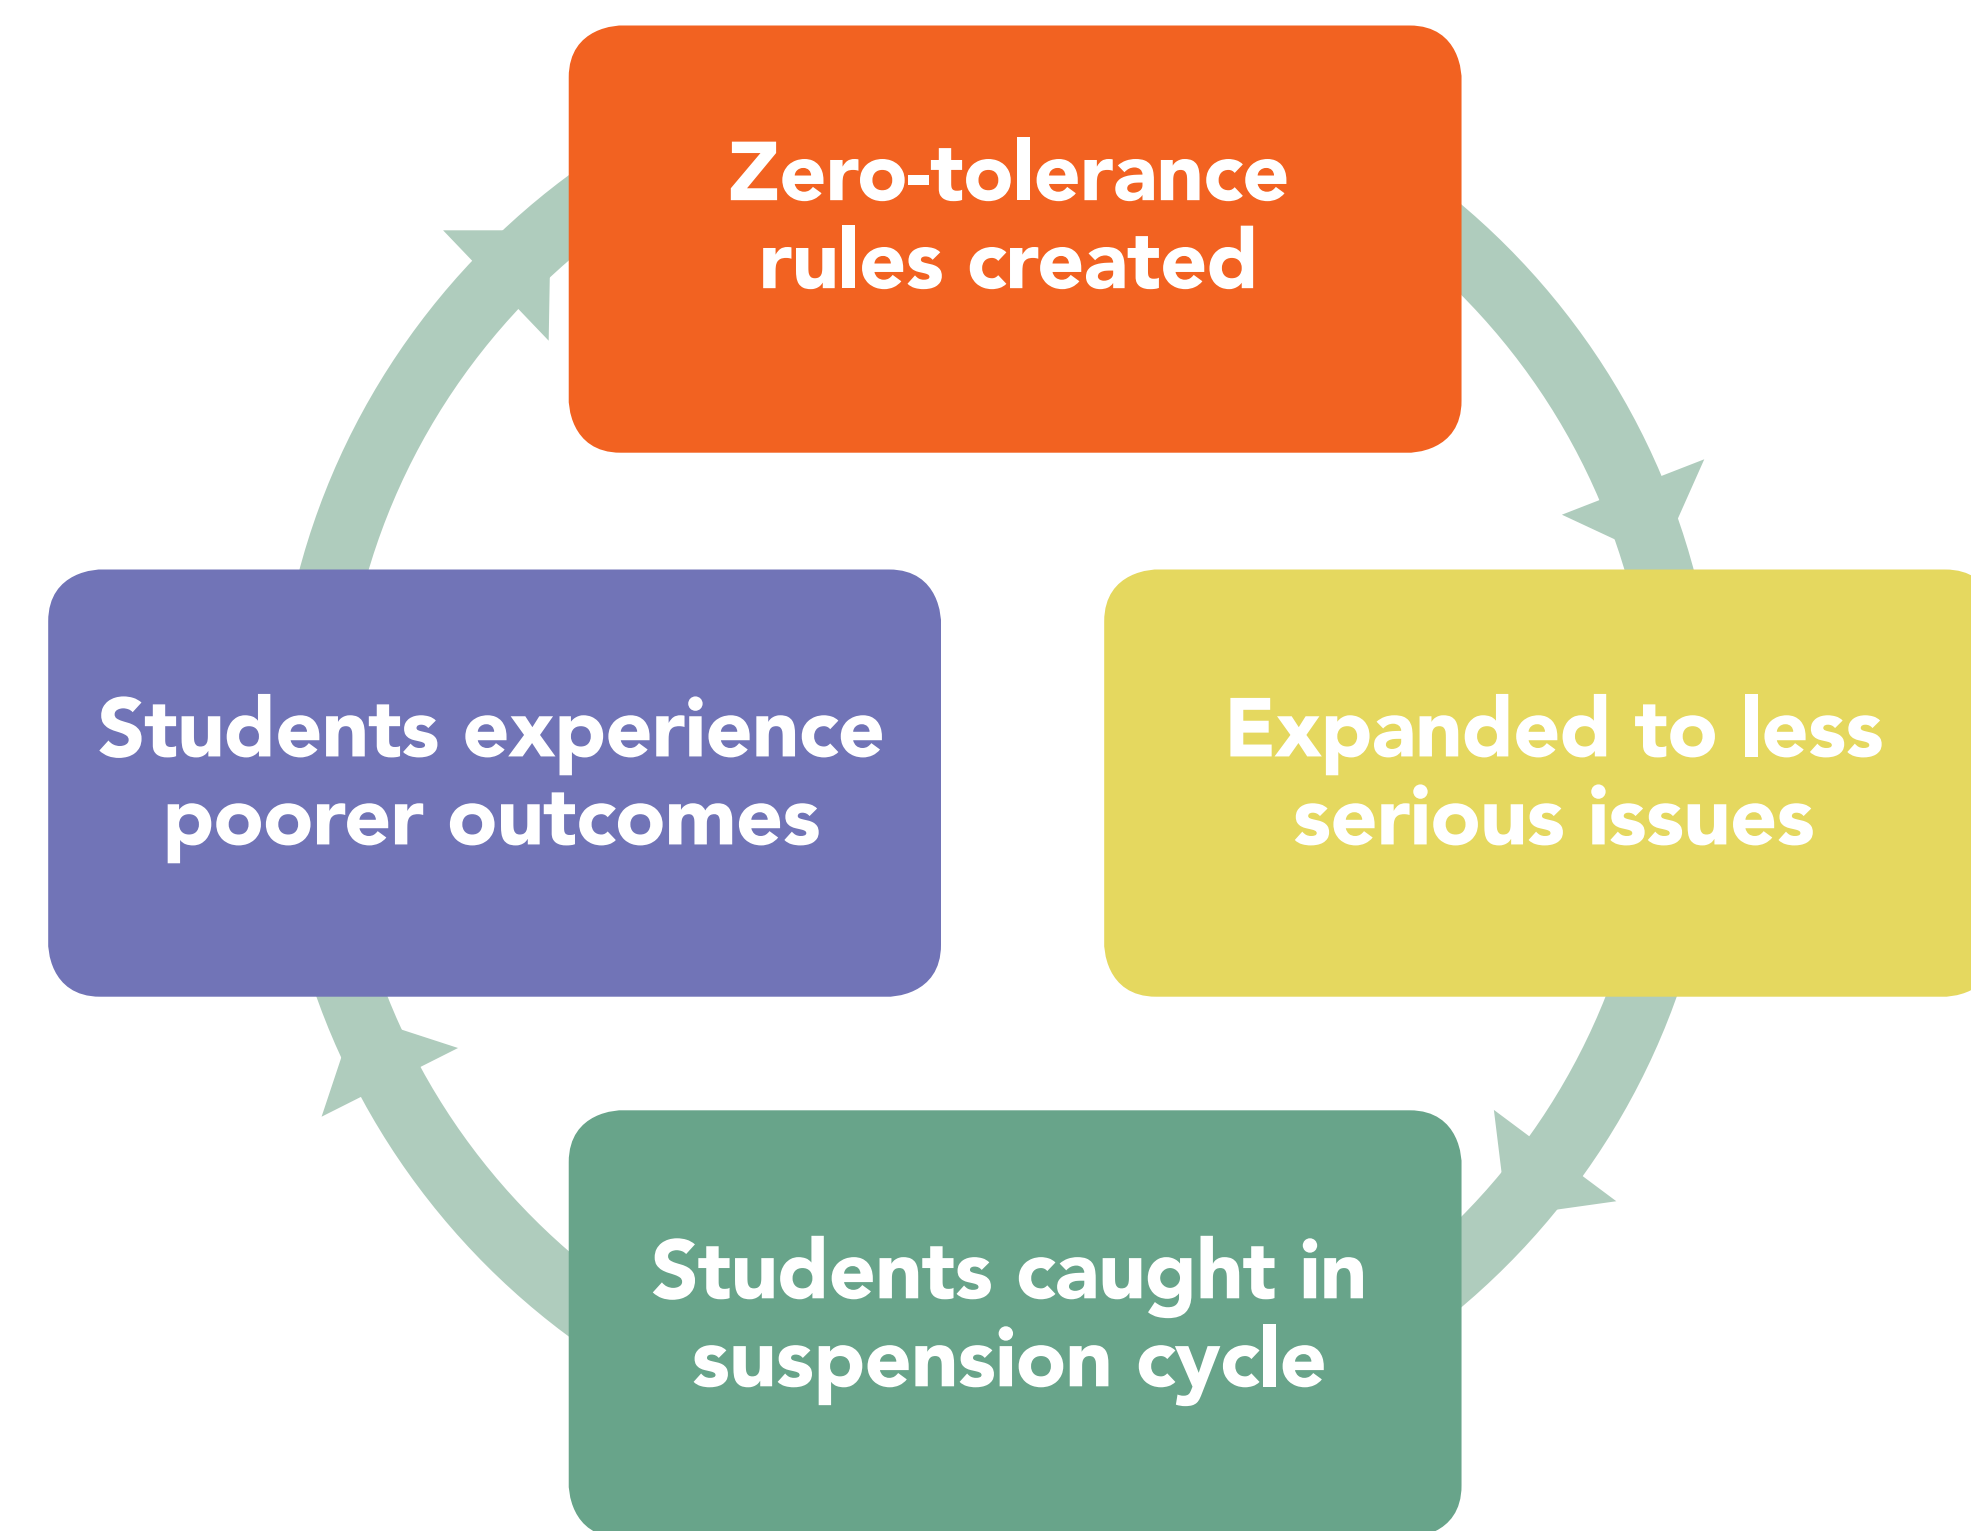 Zero-tolerance
rules created
Expanded to less
serious issues
Students caught in
suspension cycle
Students experience
poorer outcomes